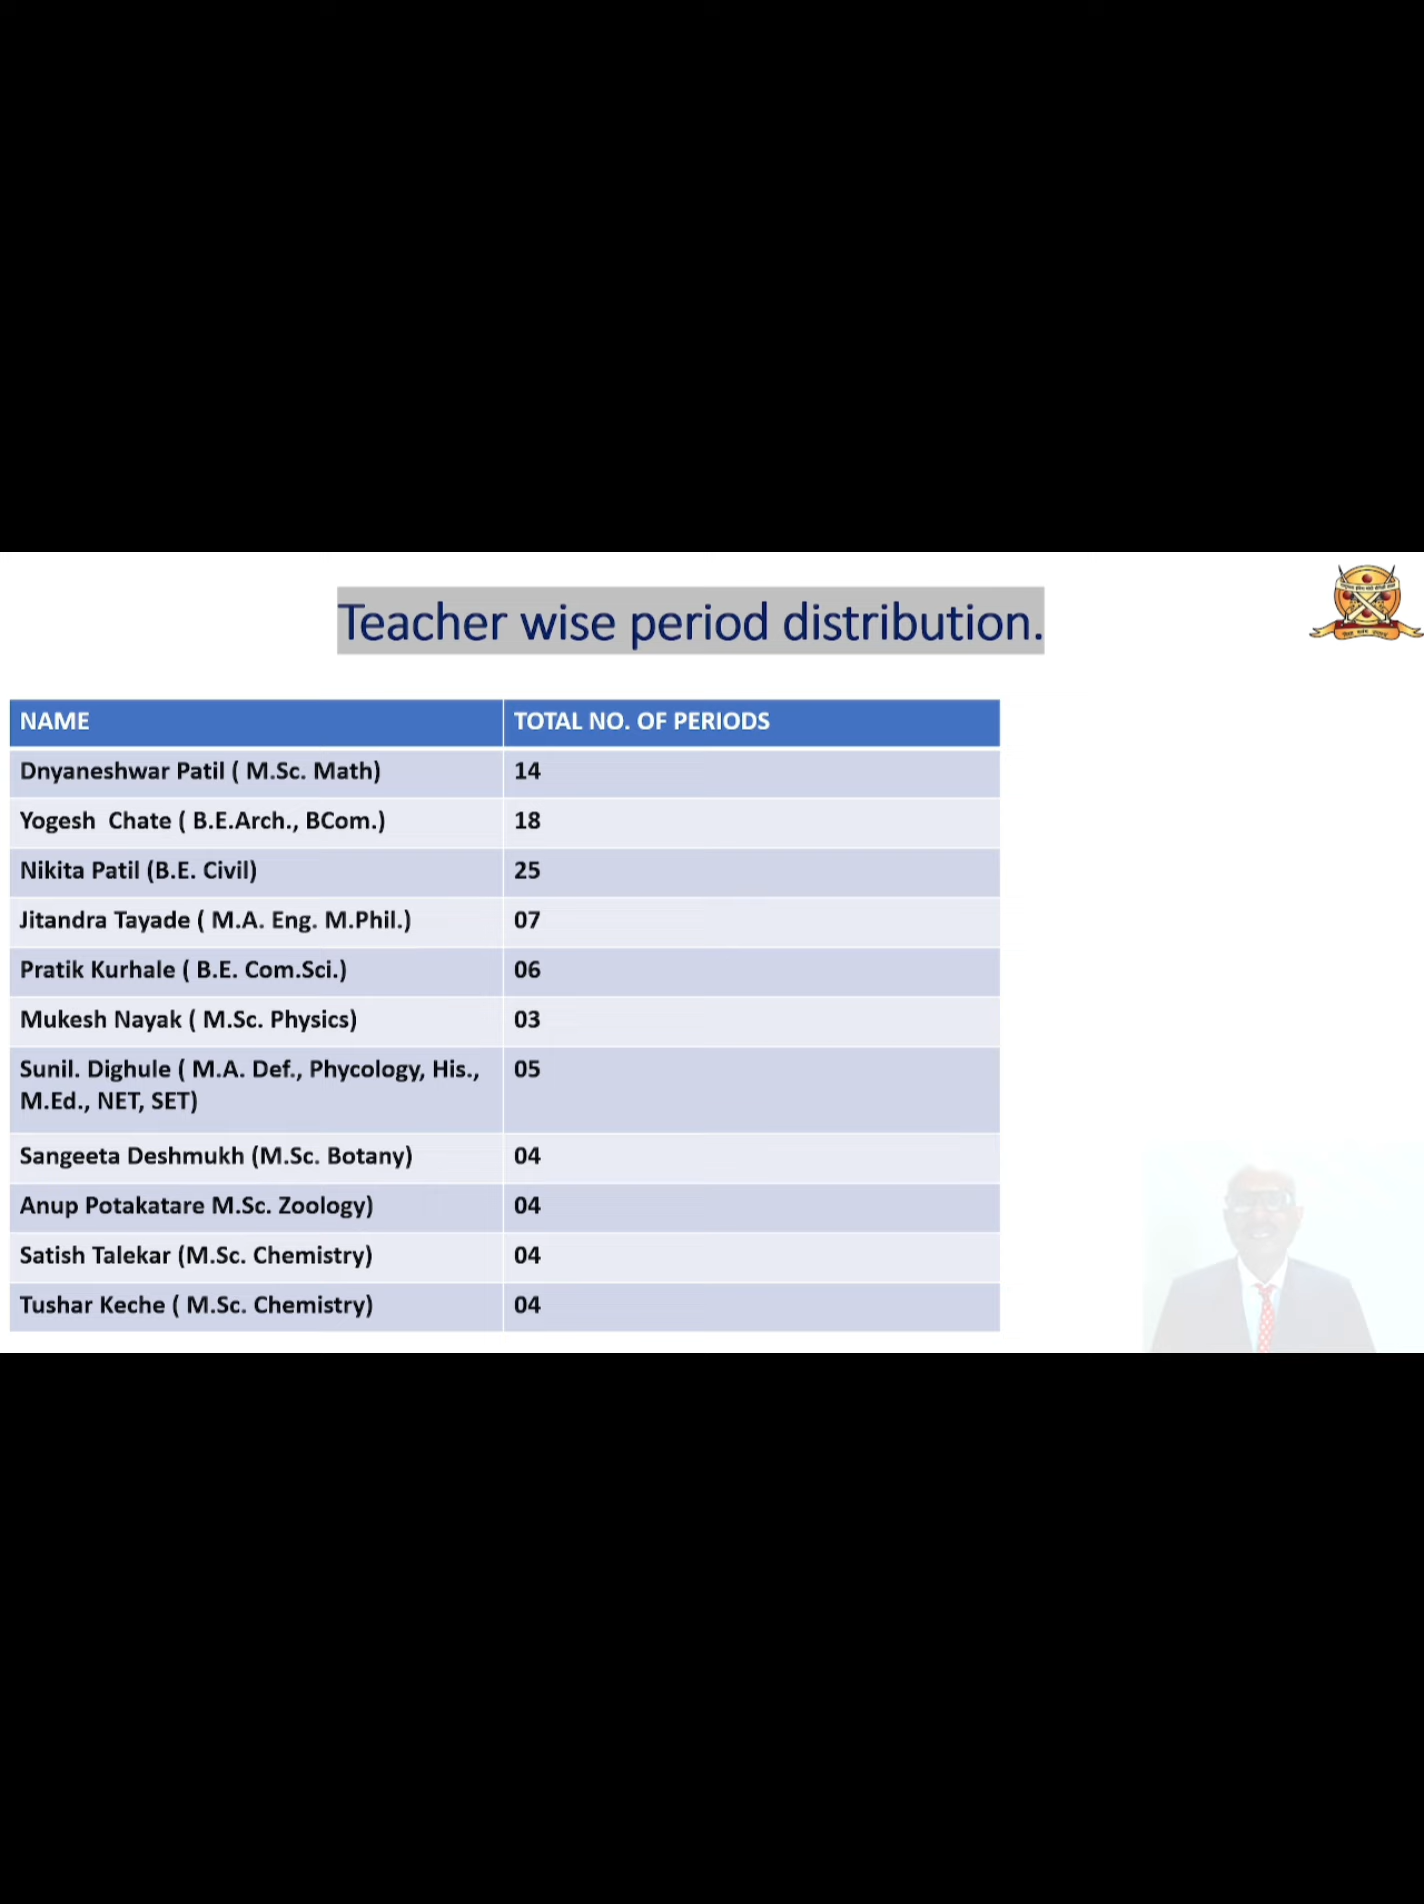 Teacher wise period distribution.
NAME TOTAL NO. OF PERIODS
Dnyaneshwar Patil ( M.Sc. Math) 14
Yogesh  Chate ( B.E.Arch., BCom.) 18
Nikita Patil (B.E. Civil) 25
Jitandra Tayade ( M.A. Eng. M.Phil.) 07
Pratik Kurhale ( B.E. Com.Sci.) 06
Mukesh Nayak ( M.Sc. Physics) 03
Sunil. Dighule ( M.A. Def., Phycology, His., 05
M.Ed., NET, SET)
Sangeeta Deshmukh (M.Sc. Botany) 04
Anup Potakatare M.Sc. Zoology) 04
Satish Talekar (M.Sc. Chemistry) 04
Tushar Keche ( M.Sc. Chemistry) 04